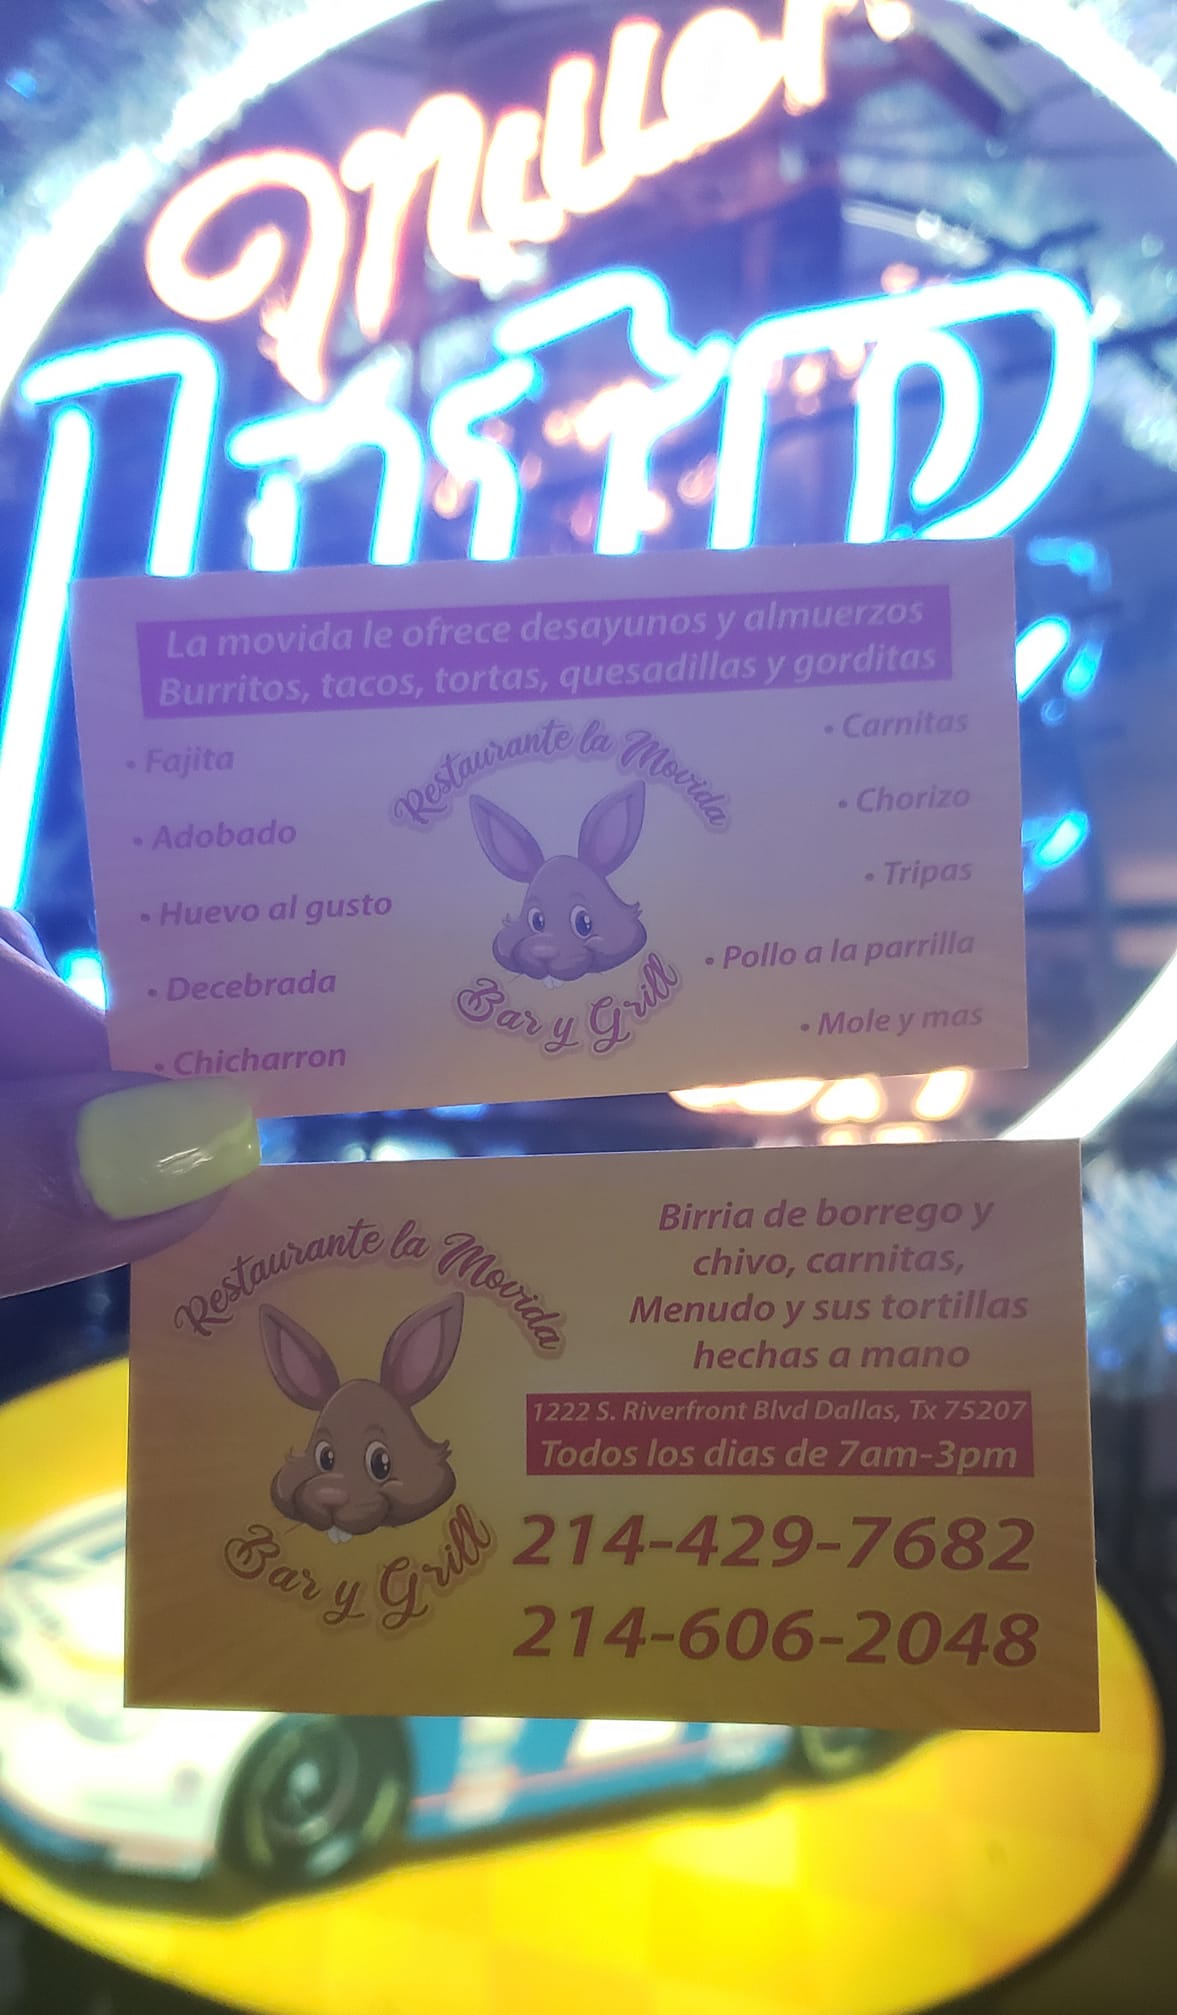 La movida le ofrece desayunos y almuerzos
Burritos, tacos, tortas, quesadillas y gorditas
• Fajita
• Adobado
• Huevo al gusto
• Decebrada
• Chicharron
Restaurante la Movida
Bar y Grill
• Carnitas
• Chorizo
• Tripas
• Pollo a la parrilla
• Mole y mas
Restaurante la Movida
Bar y Grill
Birria de borrego y
chivo, carnitas,
Menudo y sus tortillas
hechas a mano
1222 S. Riverfront Blvd Dallas, Tx 75207
Todos los dias de 7am-3pm
214-429-7682
214-606-2048